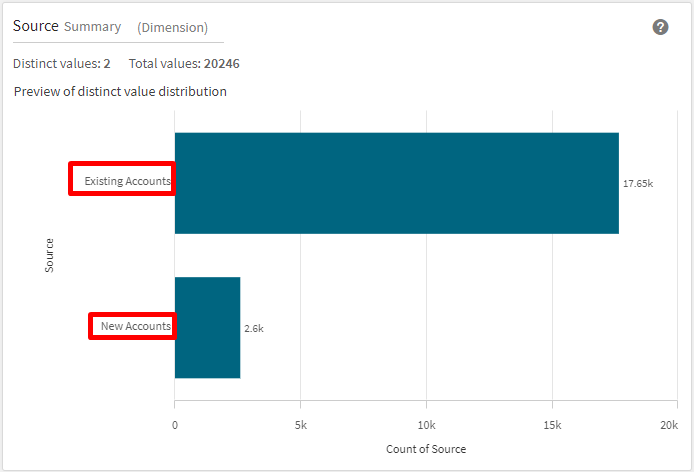 Source Summary (Dimension)
?
Distinct values: 2 Total values: 20246
Preview of distinct value distribution
Source
Existing Accounts
17.65k
New Accounts
2.6k
0 5k 10k 15k 20k
Count of Source